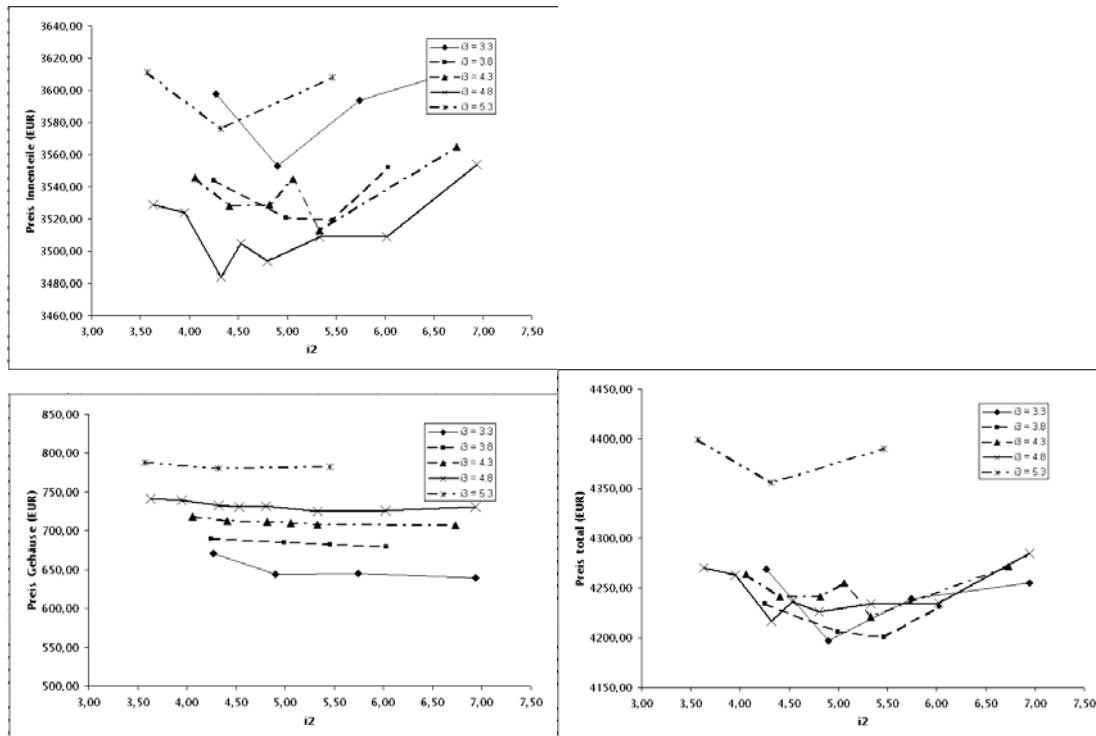 3640,00
3620,00
3600,00
3580,00
3560,00
3540,00
3520,00
3500,00
3480,00
3460,00
Preis Innenteile (EUR)
3,00 3,50 4,00 4,50 5,00 5,50 6,00 6,50 7,00 7,50
i2
i3 = 3.3
i3 = 3.8
i3 = 4.3
i3 = 4.8
i3 = 5.3
850,00
800,00
750,00
700,00
650,00
600,00
550,00
500,00
Preis Gehäuse (EUR)
3,00 3,50 4,00 4,50 5,00 5,50 6,00 6,50 7,00 7,50
i2
i3 = 3.3
i3 = 3.8
i3 = 4.3
i3 = 4.8
i3 = 5.3
4450,00
4400,00
4350,00
4300,00
4250,00
4200,00
4150,00
Preis total (EUR)
3,00 3,50 4,00 4,50 5,00 5,50 6,00 6,50 7,00 7,50
i2
i3 = 3.3
i3 = 3.8
i3 = 4.3
i3 = 4.8
i3 = 5.3